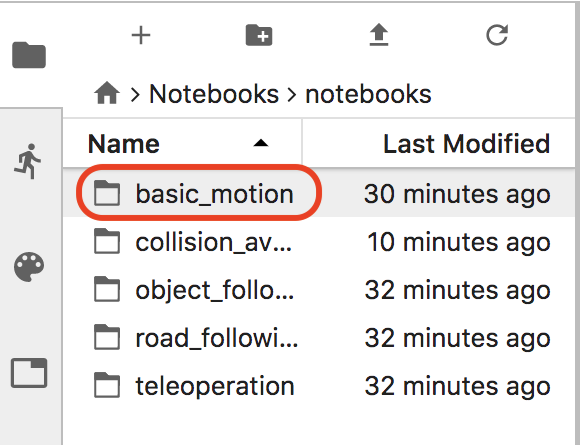 Notebooks > notebooks
Name Last Modified
basic_motion 30 minutes ago
collision_av... 10 minutes ago
object_follo... 32 minutes ago
road_followi... 32 minutes ago
teleoperation 32 minutes ago